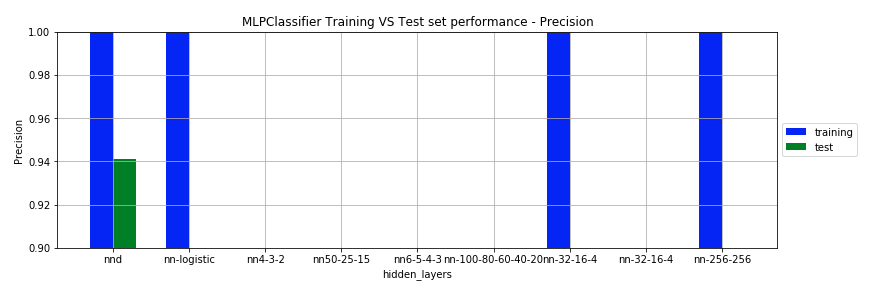 MLPClassifier Training VS Test set performance - Precision
1.00
0.98
0.96
0.94
0.92
0.90
Precision
training
test
nnd nn-logistic nn4-3-2 nn50-25-15 nn6-5-4-3 nn-100-80-60-40-20 nn-32-16-4 nn-32-16-4 nn-256-256
hidden_layers